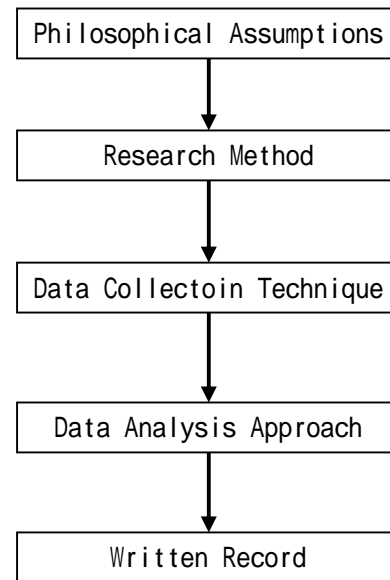 Philosophical Assumptions
Research Method
Data Collectoin Technique
Data Analysis Approach
Written Record